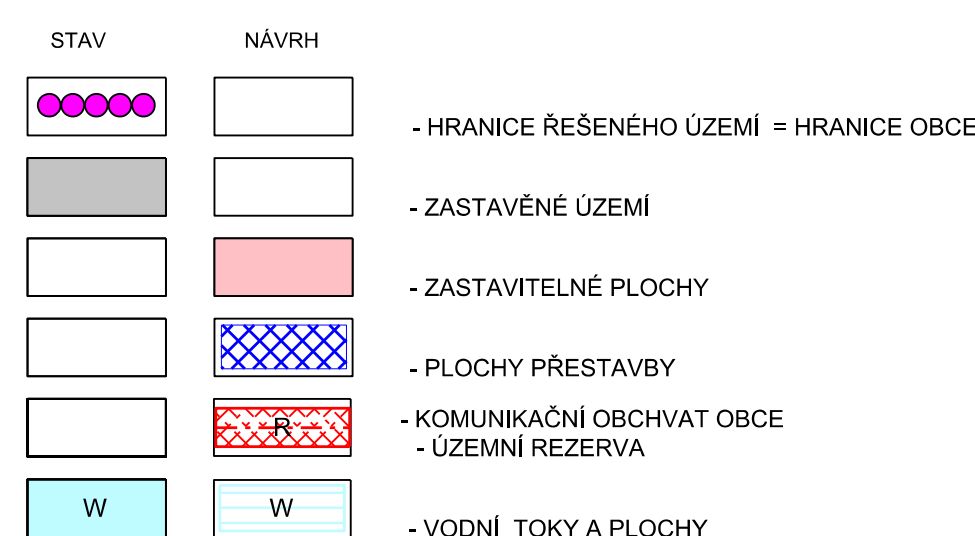 STAV NÁVRH
- HRANICE ŘEŠENÉHO ÚZEMÍ = HRANICE OBCE
- ZASTAVĚNÉ ÚZEMÍ
- ZASTAVITELNÉ PLOCHY
- PLOCHY PŘESTAVBY
R - KOMUNIKAČNÍ OBCHVAT OBCE
- ÚZEMNÍ REZERVA
W W - VODNÍ TOKY A PLOCHY